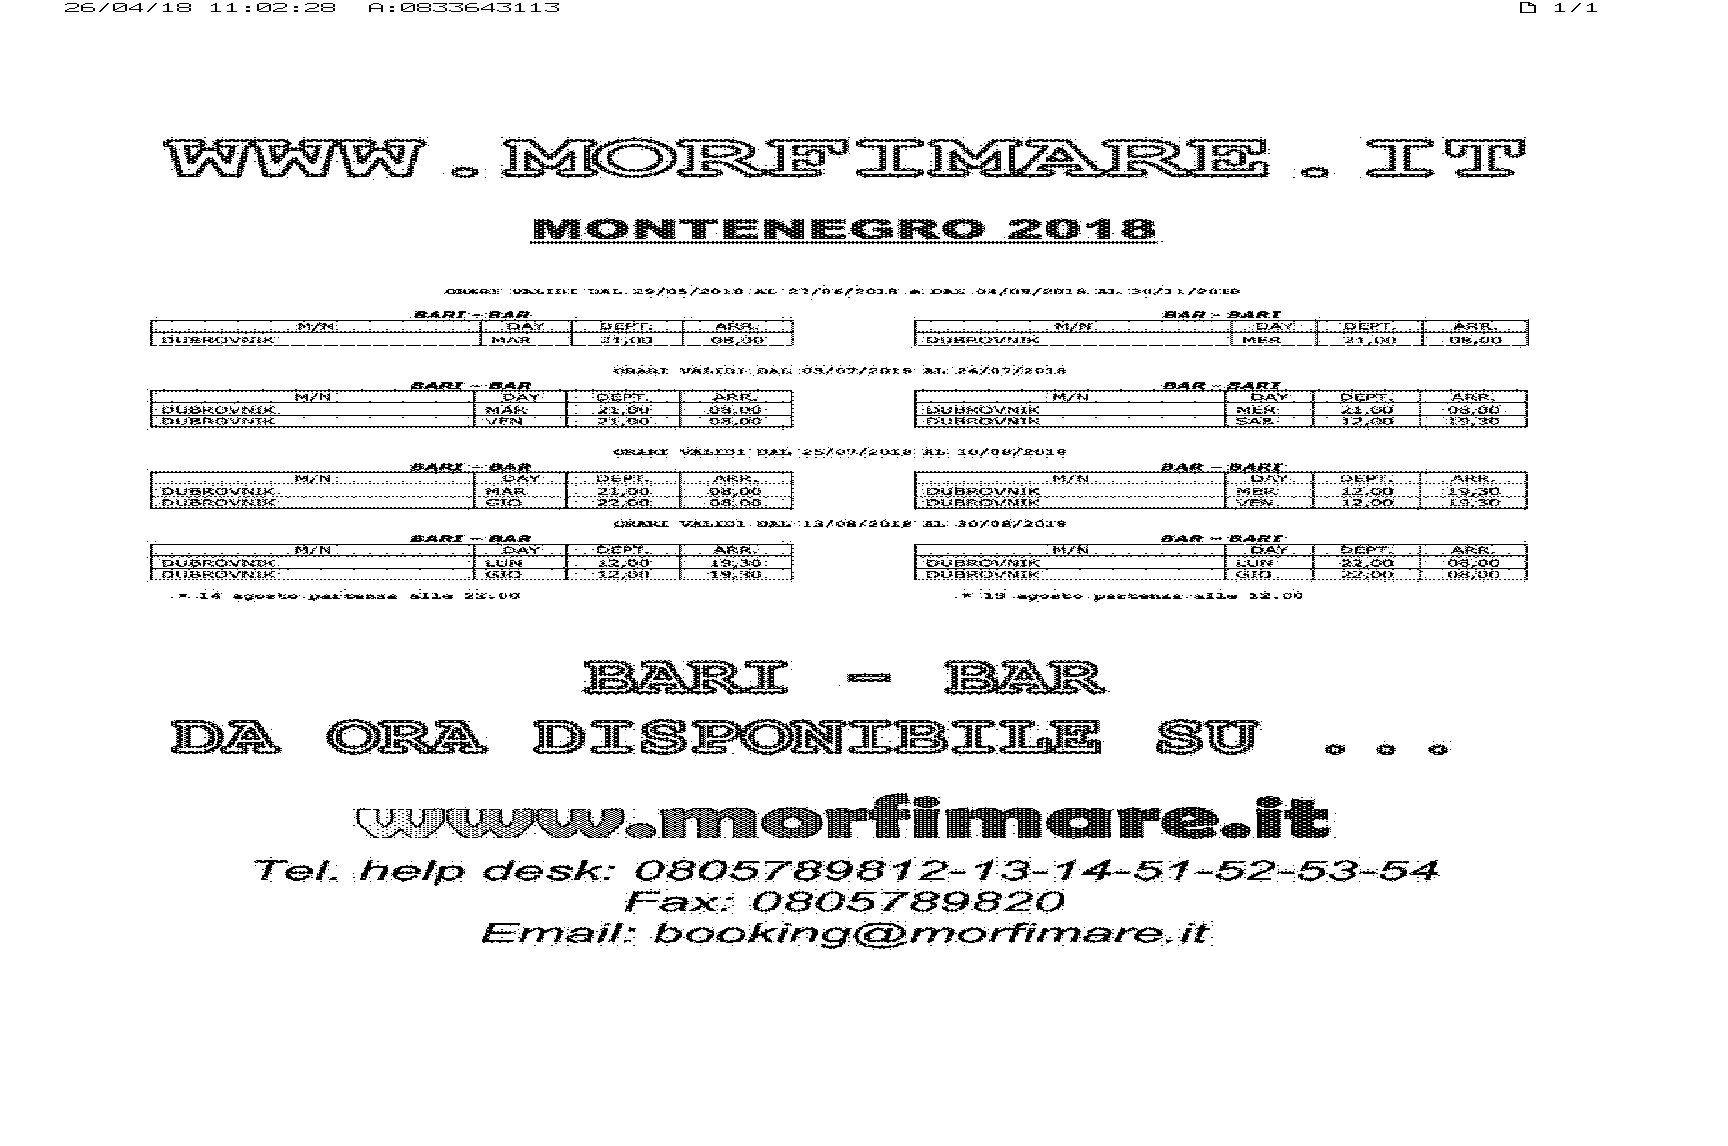 26/04/18 11:02:28 A:0833643113 1/1
WWW.MORFIMARE.IT
MONTENEGRO 2018
ORARI VALIDI DAL 29/05/2018 AL 27/06/2018 DAL 04/09/2018 AL 30/11/2018
BARI - BAR BAR - BARI
M/N DAY DEPT. ARR. M/N DAY DEPT. ARR.
DUBROVNIK MAR 21,00 08,00 DUBROVNIK MER 21,00 08,00
ORARI VALIDI DAL 03/07/2018 AL 24/07/2018
BARI - BAR BAR - BARI
M/N DAY DEPT. ARR. M/N DAY DEPT. ARR.
DUBROVNIK MAR 21,00 08,00 DUBROVNIK MER 21,00 08,00
DUBROVNIK VEN 21,00 08,00 DUBROVNIK SAB 12,00 19,30
ORARI VALIDI DAL 25/07/2018 AL
BARI - BAR BAR - BARI
M/N DAY DEPT. ARR. M/N DAY DEPT. ARR.
DUBROVNIK MAR 21,00 08,00 DUBROVNIK MER 12,00 19,30
DUBROVNIK GIO 22,00 08,00 DUBROVNIK VEN 12,00 19,30
ORARI VALIDI DAL 13/08/2018 AL 30/08/2018
BARI - BAR BAR - BARI
M/N DAY DEPT. ARR. M/N DAY DEPT. ARR.
DUBROVNIK LUN 12,00 19,30 DUBROVNIK LUN 22,00 08,00
DUBROVNIK GIO 12,00 19,30 DUBROVNIK GIO 22,00 08,00
* 14 agosto partenza alle * 15 agosto partenza alle 12.00
BARI - BAR
DA ORA DISPONIBILE SU ...
www.morfimare.it
Tel. help desk: 0805789812-13-14-51-52-53-54
Fax: 0805789820
Email: booking@morfimare.it